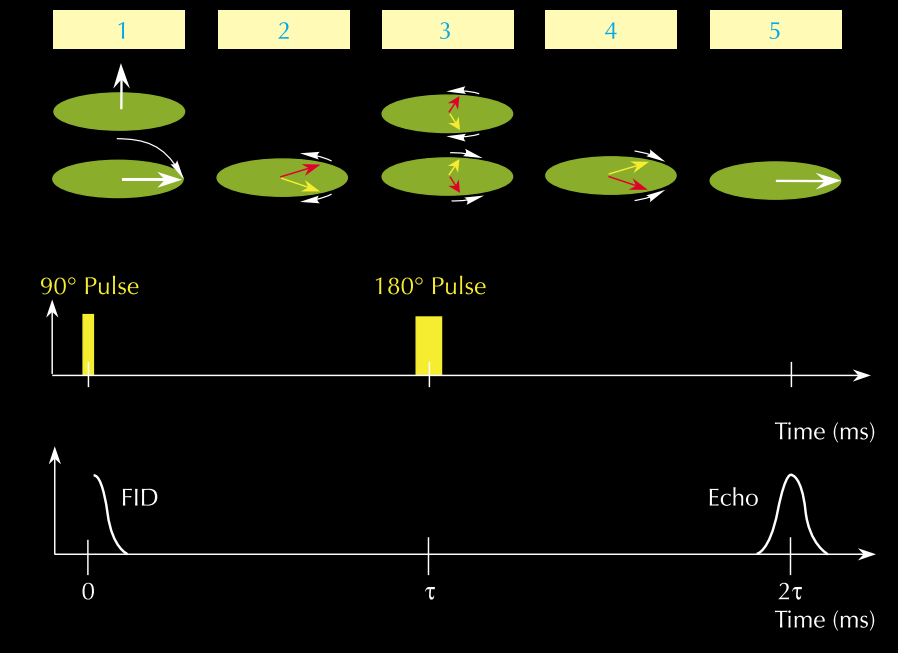 1 2 3 4 5
90° Pulse 180° Pulse
Time (ms)
FID Echo
0 τ 2τ
Time (ms)